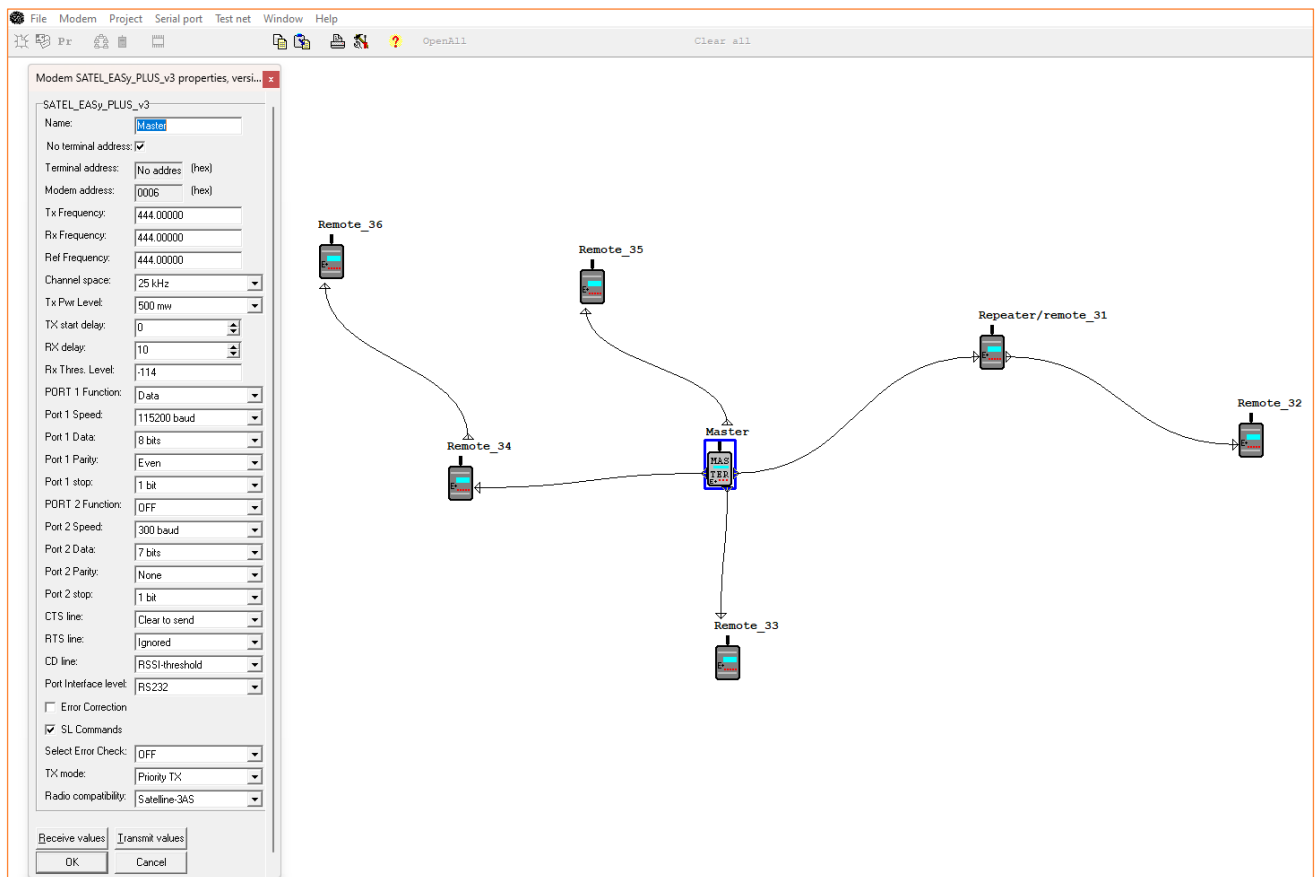 File Modem Project Serial port Test net Window Help
Pr ? OpenAll Clear all
Modem SATEL_EASy_PLUS_v3 properties, versi... x
SATEL_EASy_PLUS_v3
Name: Master
No terminal address:
Terminal address: No addres (hex)
Modem address: 0006 (hex)
Tx Frequency: 444.00000
Rx Frequency: 444.00000
Ref Frequency: 444.00000
Channel space: 25 kHz
Tx Pwr Level: 500 mw
TX start delay: 0
RX delay: 10
Rx Thres. Level: -114
PORT 1 Function: Data
Port 1 Speed: 115200 baud
Port 1 Data: 8 bits
Port 1 Parity: Even
Port 1 stop: 1 bit
PORT 2 Function: OFF
Port 2 Speed: 300 baud
Port 2 Data: 7 bits
Port 2 Parity: None
Port 2 stop: 1 bit
CTS line: Clear to send
RTS line: Ignored
CD line: RSSI-threshold
Port Interface level: RS232
Error Correction
SL Commands
Select Error Check: OFF
TX mode: Priority TX
Radio compatibility: Satelline-3AS
Receive values Transmit values
OK Cancel
Remote_36
Remote_35
Repeater/remote_31
Remote_32
Master
MAS
TER
Remote_34
Remote_33